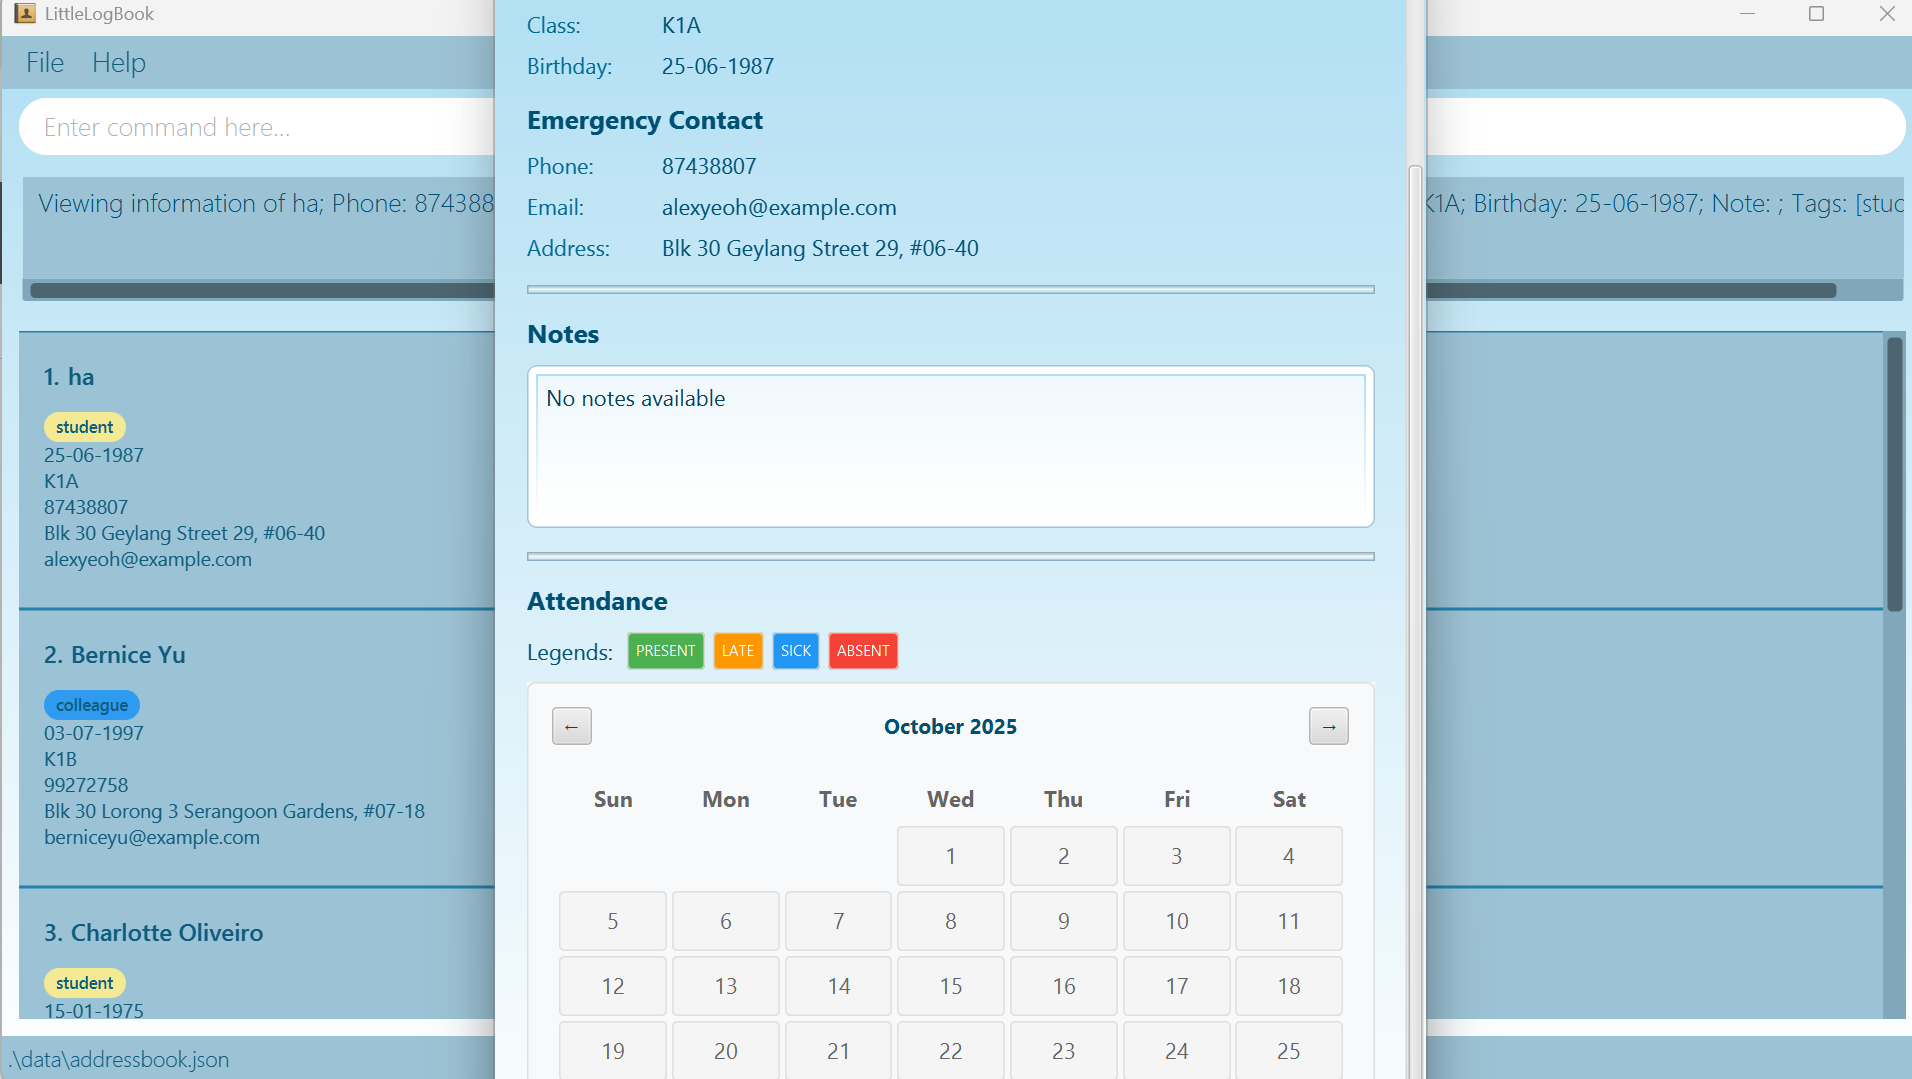 LittleLogBook
File Help
Enter command here...
Viewing information of ha; Phone: 874388
K1A; Birthday: 25-06-1987; Note: ; Tags: [stud
1. ha
student
25-06-1987
K1A
87438807
Blk 30 Geylang Street 29, #06-40
alexyeoh@example.com
2. Bernice Yu
colleague
03-07-1997
K1B
99272758
Blk 30 Lorong 3 Serangoon Gardens, #07-18
berniceyu@example.com
3. Charlotte Oliveiro
student
15-01-1975
.\data\addressbook.json
Class: K1A
Birthday: 25-06-1987
Emergency Contact
Phone: 87438807
Email: alexyeoh@example.com
Address: Blk 30 Geylang Street 29, #06-40
Notes
No notes available
Attendance
Legends: PRESENT LATE SICK ABSENT
← October 2025 →
Sun Mon Tue Wed Thu Fri Sat
1 2 3 4
5 6 7 8 9 10 11
12 13 14 15 16 17 18
19 20 21 22 23 24 25